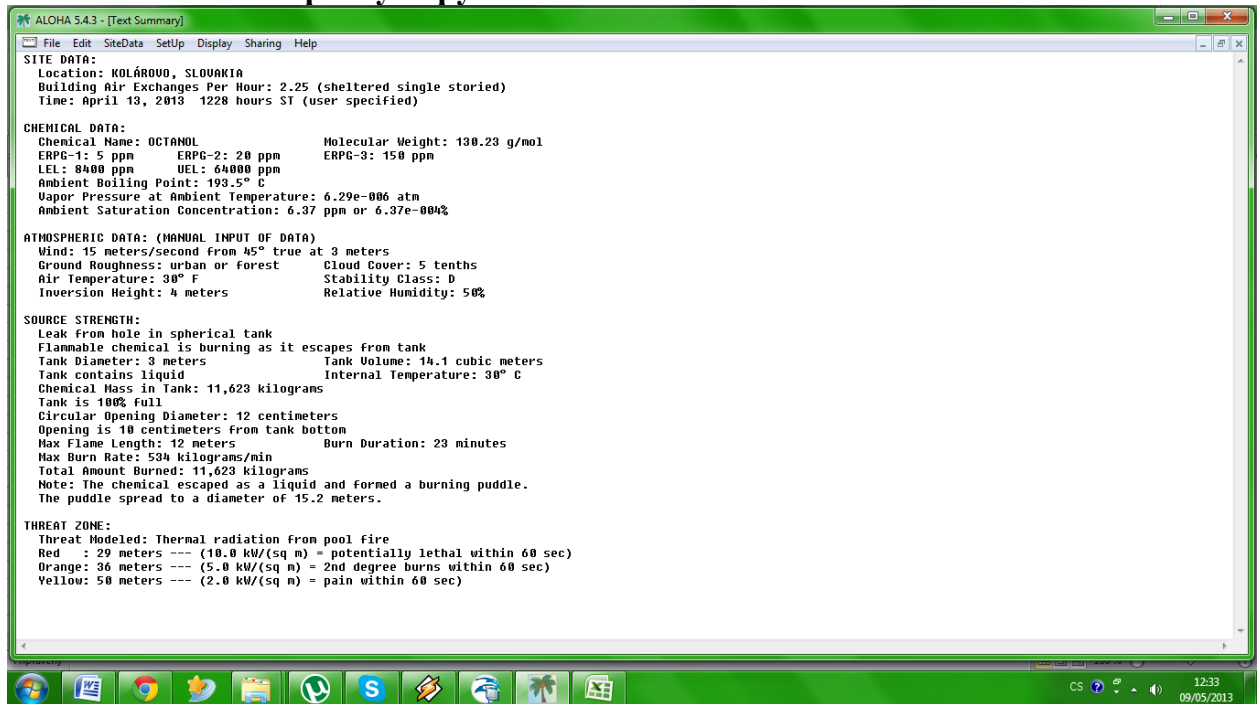 ALOHA 5.4.3 - [Text Summary]
File Edit SiteData SetUp Display Sharing Help
SITE DATA:
Location: KOLÁROVO, SLOVAKIA
Building Air Exchanges Per Hour: 2.25 (sheltered single storied)
Time: April 13, 2013 1228 hours ST (user specified)
CHEMICAL DATA:
Chemical Name: OCTANOL Molecular Weight: 130.23 g/mol
ERPG-1: 5 ppm ERPG-2: 20 ppm ERPG-3: 150 ppm
LEL: 8400 ppm UEL: 64000 ppm
Ambient Boiling Point: 193.5° C
Vapor Pressure at Ambient Temperature: 6.29e-006 atm
Ambient Saturation Concentration: 6.37 ppm or 6.37e-004%
ATMOSPHERIC DATA: (MANUAL INPUT OF DATA)
Wind: 15 meters/second from 45° true at 3 meters
Ground Roughness: urban or forest Cloud Cover: 5 tenths
Air Temperature: 30° F Stability Class: D
Inversion Height: 4 meters Relative Humidity: 50%
SOURCE STRENGTH:
Leak from hole in spherical tank
Flammable chemical is burning as it escapes from tank
Tank Diameter: 3 meters Tank Volume: 14.1 cubic meters
Tank contains liquid Internal Temperature: 30° C
Chemical Mass in Tank: 11,623 kilograms
Tank is 100% full
Circular Opening Diameter: 12 centimeters
Opening is 10 centimeters from tank bottom
Max Flame Length: 12 meters Burn Duration: 23 minutes
Max Burn Rate: 534 kilograms/min
Total Amount Burned: 11,623 kilograms
Note: The chemical escaped as a liquid and formed a burning puddle.
The puddle spread to a diameter of 15.2 meters.
THREAT ZONE:
Threat Modeled: Thermal radiation from pool fire
Red : 29 meters --- (10.0 kW/(sq m) = potentially lethal within 60 sec)
Orange: 36 meters --- (5.0 kW/(sq m) = 2nd degree burns within 60 sec)
Yellow: 50 meters --- (2.0 kW/(sq m) = pain within 60 sec)
CS 12:33
09/05/2013